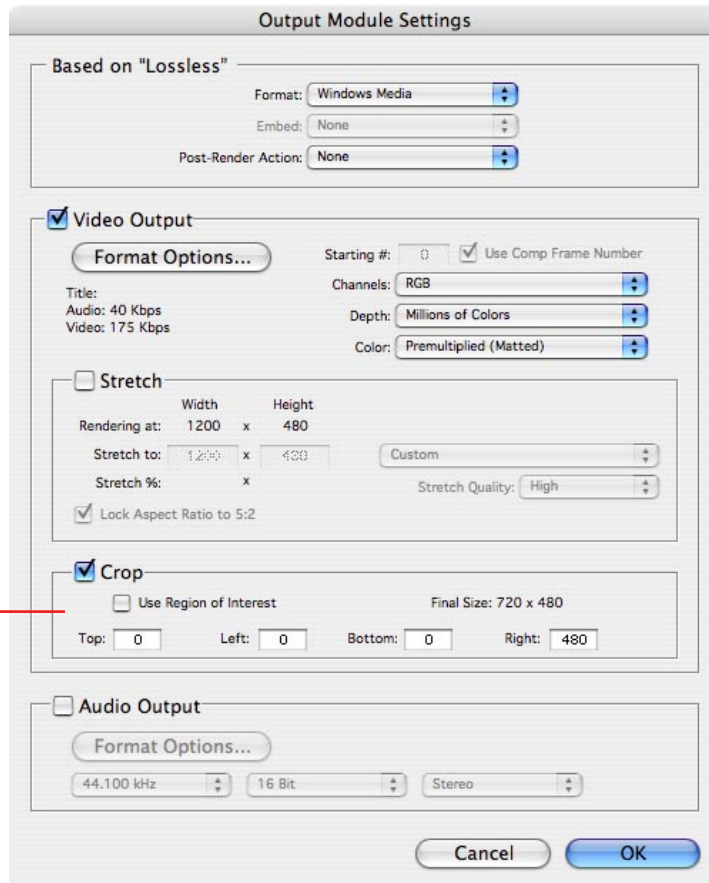 Output Module Settings
Based on "Lossless"
Format: Windows Media
Embed: None
Post-Render Action: None
Video Output
Format Options...
Starting #: 0 Use Comp Frame Number
Title:
Audio: 40 Kbps
Video: 175 Kbps
Channels: RGB
Depth: Millions of Colors
Color: Premultiplied (Matted)
Stretch
Width Height
Rendering at: 1200 x 480
Stretch to: 1200 x 480 Custom
Stretch %: x Stretch Quality: High
Lock Aspect Ratio to 5:2
Crop
Use Region of Interest Final Size: 720 x 480
Top: 0 Left: 0 Bottom: 0 Right: 480
Audio Output
Format Options...
44.100 kHz 16 Bit Stereo
Cancel OK